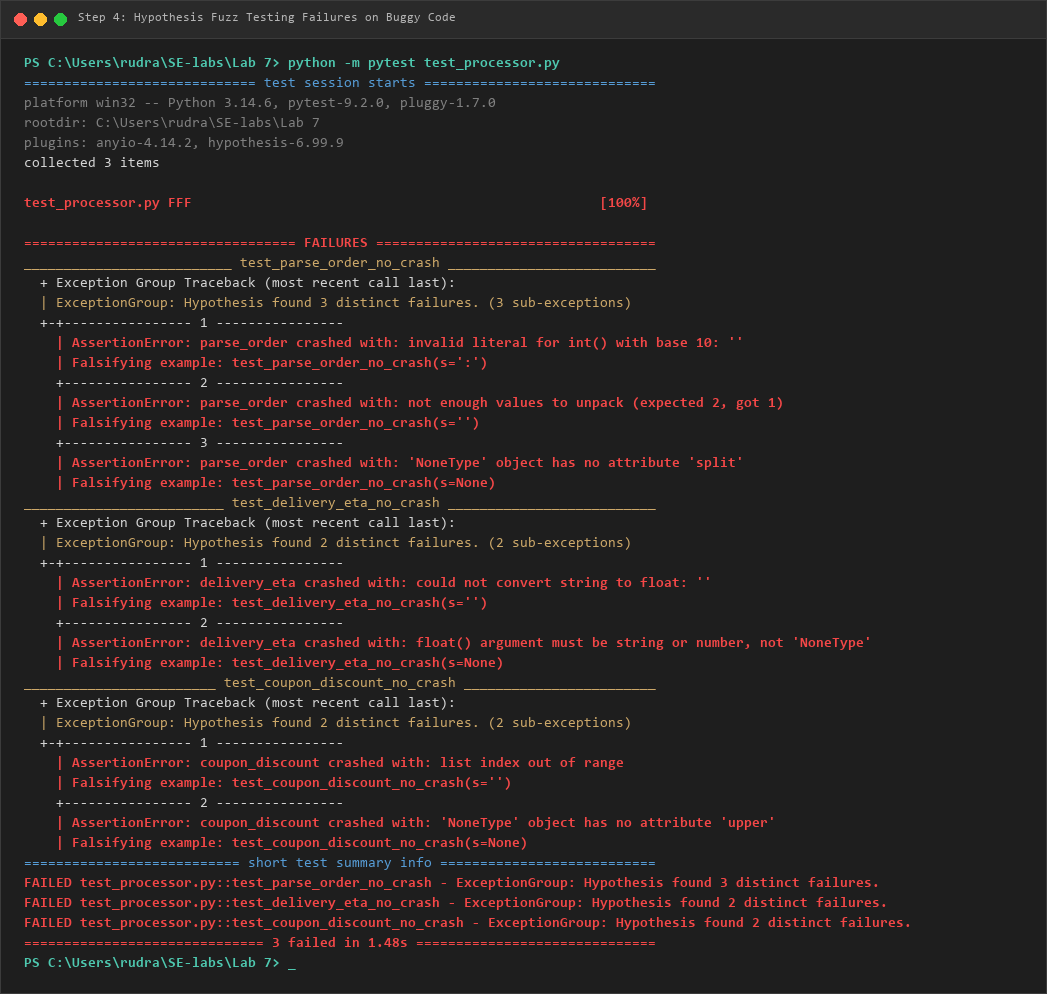 Step 4: Hypothesis Fuzz Testing Failures on Buggy Code
PS C:\Users\rudra\SE-labs\Lab 7> python -m pytest test_processor.py
============================= test session starts =============================
platform win32 -- Python 3.14.6, pytest-9.2.0, pluggy-1.7.0
rootdir: C:\Users\rudra\SE-labs\Lab 7
plugins: anyio-4.14.2, hypothesis-6.99.9
collected 3 items
test_processor.py FFF                                                   [100%]
================================== FAILURES ===================================
__________________________ test_parse_order_no_crash __________________________
  + Exception Group Traceback (most recent call last):
  | ExceptionGroup: Hypothesis found 3 distinct failures. (3 sub-exceptions)
  +-+---------------- 1 ----------------
    | AssertionError: parse_order crashed with: invalid literal for int() with base 10: ''
    | Falsifying example: test_parse_order_no_crash(s=':')
    +---------------- 2 ----------------
    | AssertionError: parse_order crashed with: not enough values to unpack (expected 2, got 1)
    | Falsifying example: test_parse_order_no_crash(s='')
    +---------------- 3 ----------------
    | AssertionError: parse_order crashed with: 'NoneType' object has no attribute 'split'
    | Falsifying example: test_parse_order_no_crash(s=None)
_________________________ test_delivery_eta_no_crash __________________________
  + Exception Group Traceback (most recent call last):
  | ExceptionGroup: Hypothesis found 2 distinct failures. (2 sub-exceptions)
  +-+---------------- 1 ----------------
    | AssertionError: delivery_eta crashed with: could not convert string to float: ''
    | Falsifying example: test_delivery_eta_no_crash(s='')
    +---------------- 2 ----------------
    | AssertionError: delivery_eta crashed with: float() argument must be string or number, not 'NoneType'
    | Falsifying example: test_delivery_eta_no_crash(s=None)
________________________ test_coupon_discount_no_crash ________________________
  + Exception Group Traceback (most recent call last):
  | ExceptionGroup: Hypothesis found 2 distinct failures. (2 sub-exceptions)
  +-+---------------- 1 ----------------
    | AssertionError: coupon_discount crashed with: list index out of range
    | Falsifying example: test_coupon_discount_no_crash(s='')
    +---------------- 2 ----------------
    | AssertionError: coupon_discount crashed with: 'NoneType' object has no attribute 'upper'
    | Falsifying example: test_coupon_discount_no_crash(s=None)
=========================== short test summary info ===========================
FAILED test_processor.py::test_parse_order_no_crash - ExceptionGroup: Hypothesis found 3 distinct failures.
FAILED test_processor.py::test_delivery_eta_no_crash - ExceptionGroup: Hypothesis found 2 distinct failures.
FAILED test_processor.py::test_coupon_discount_no_crash - ExceptionGroup: Hypothesis found 2 distinct failures.
============================== 3 failed in 1.48s ==============================
PS C:\Users\rudra\SE-labs\Lab 7> _